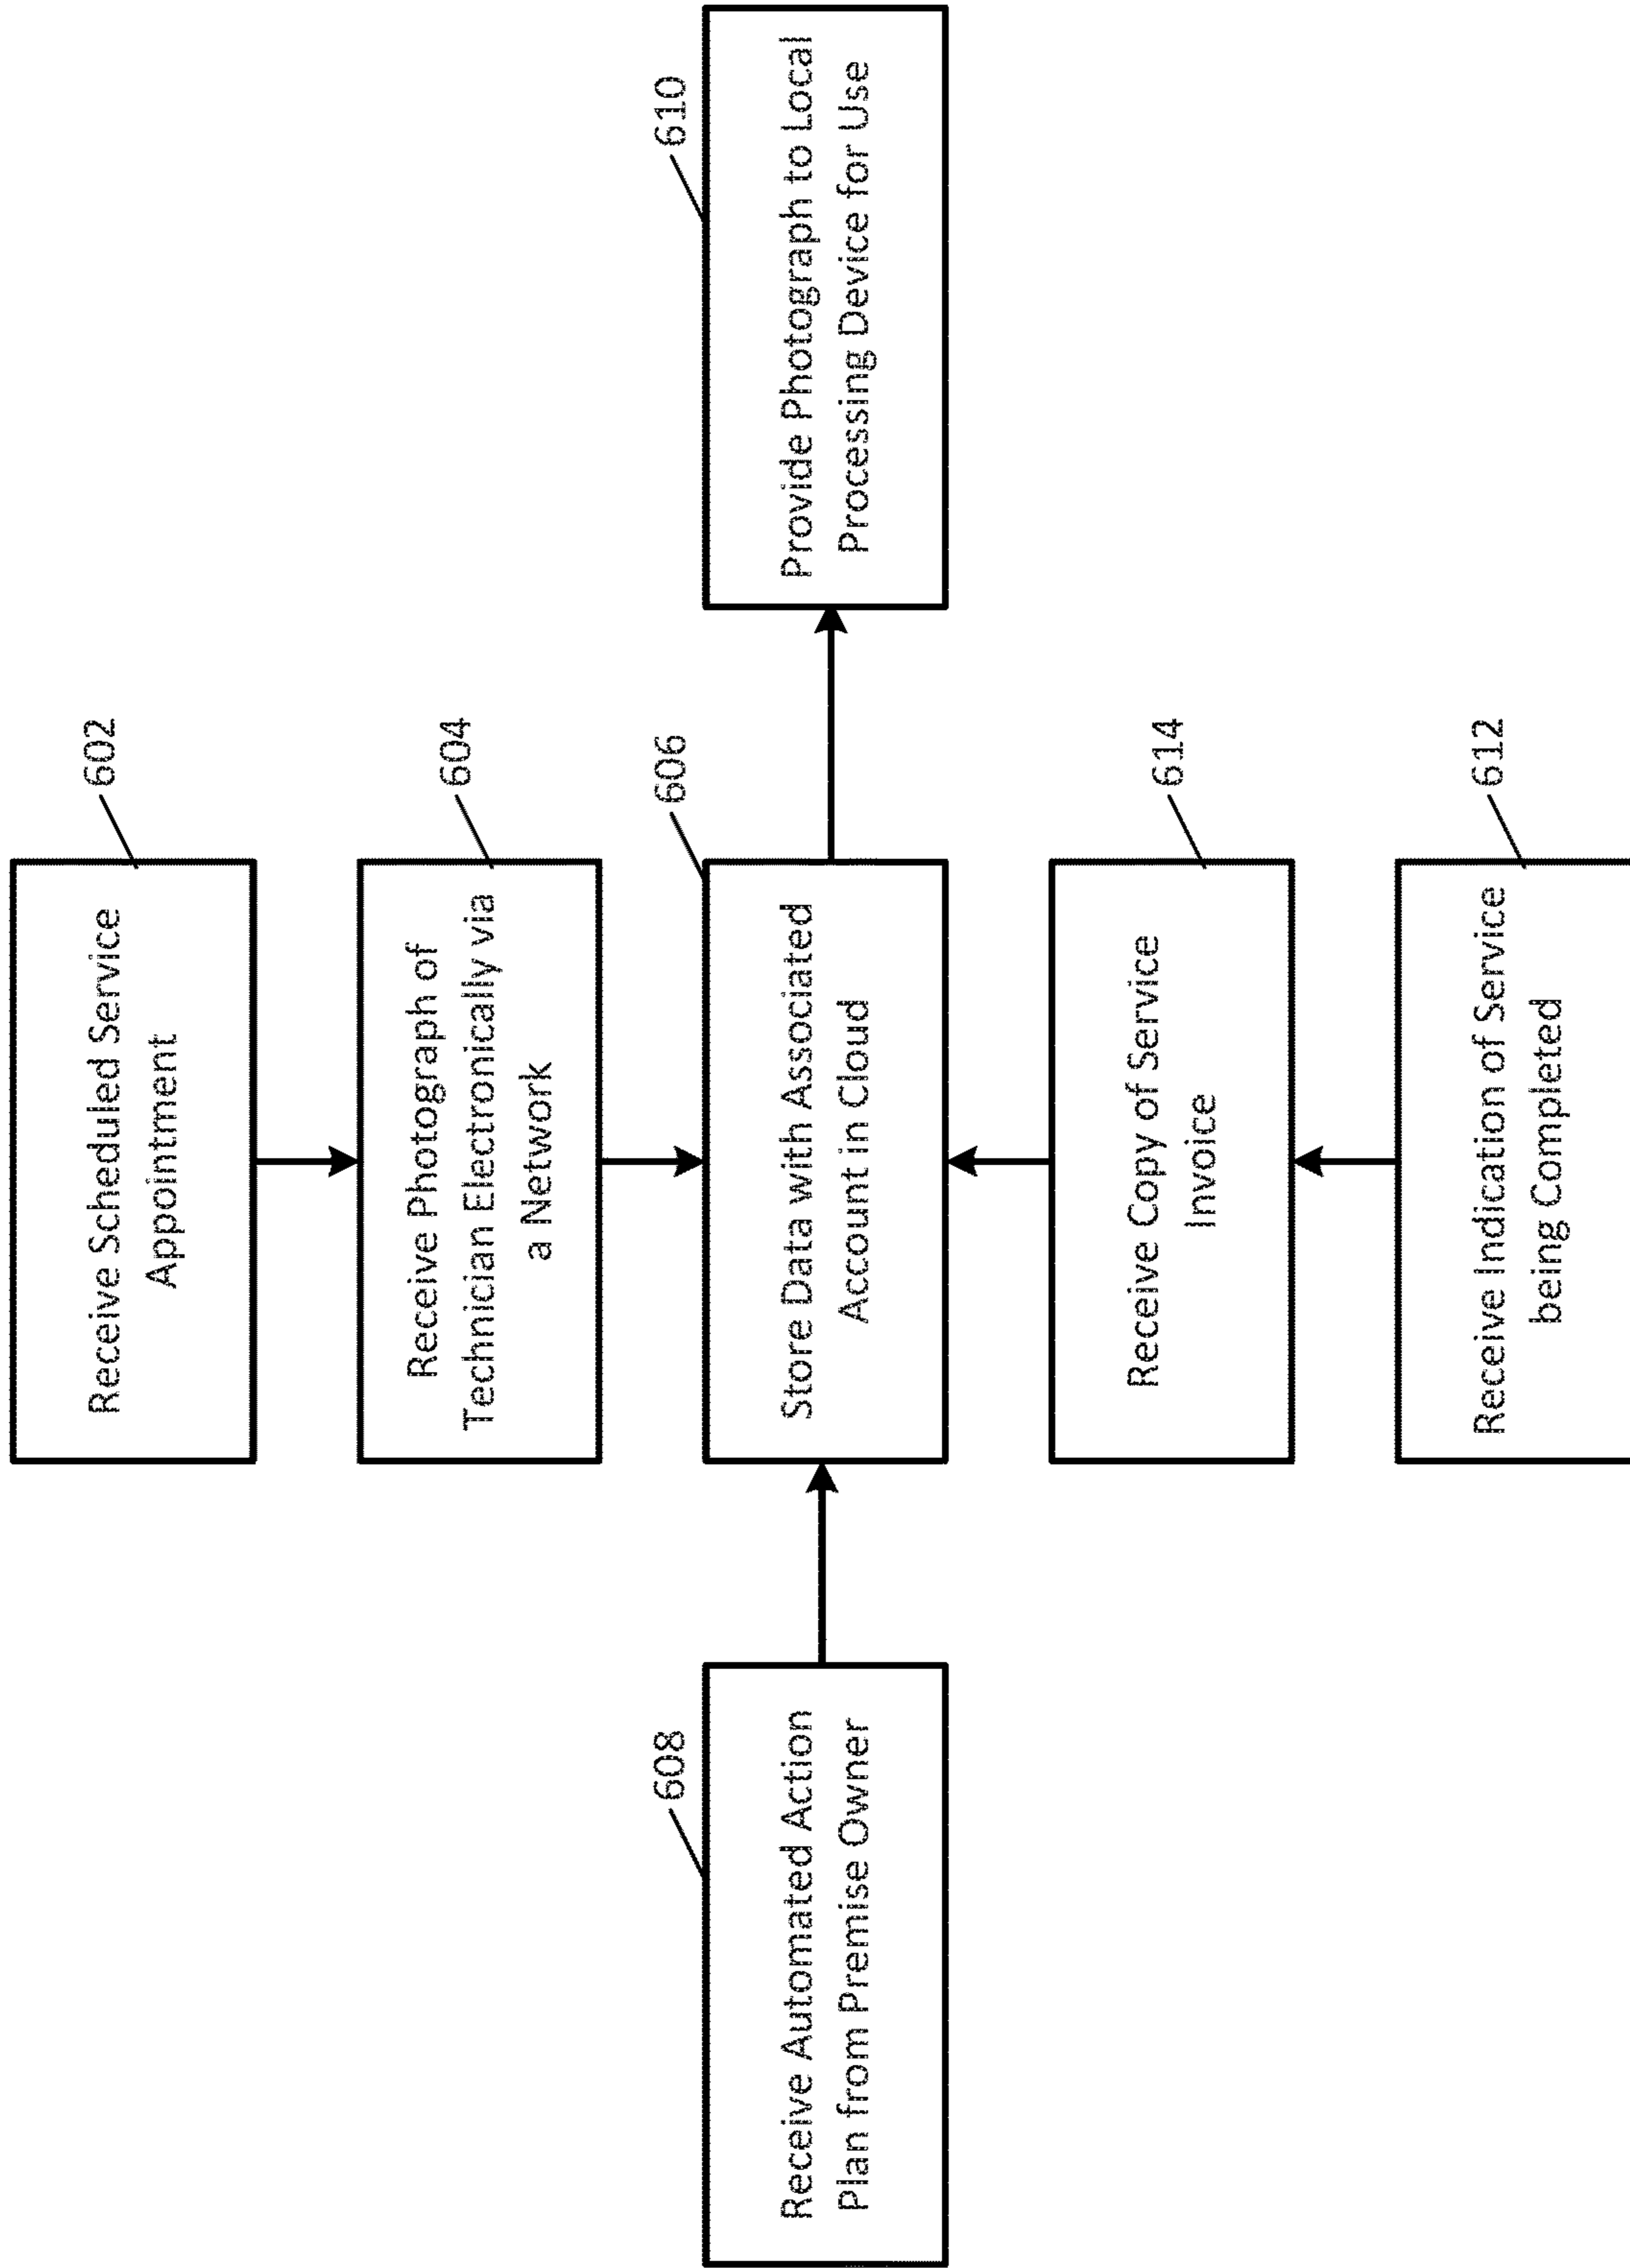 Receive Scheduled Service
Appointment
602
Receive Photograph of
Technician Electronically via
a Network
604
Receive Automated Action
Plan from Premise Owner
608
Store Data with Associated
Account in Cloud
606
Provide Photograph to Local
Processing Device for Use
610
Receive Copy of Service
Invoice
614
Receive Indication of Service
being Completed
612